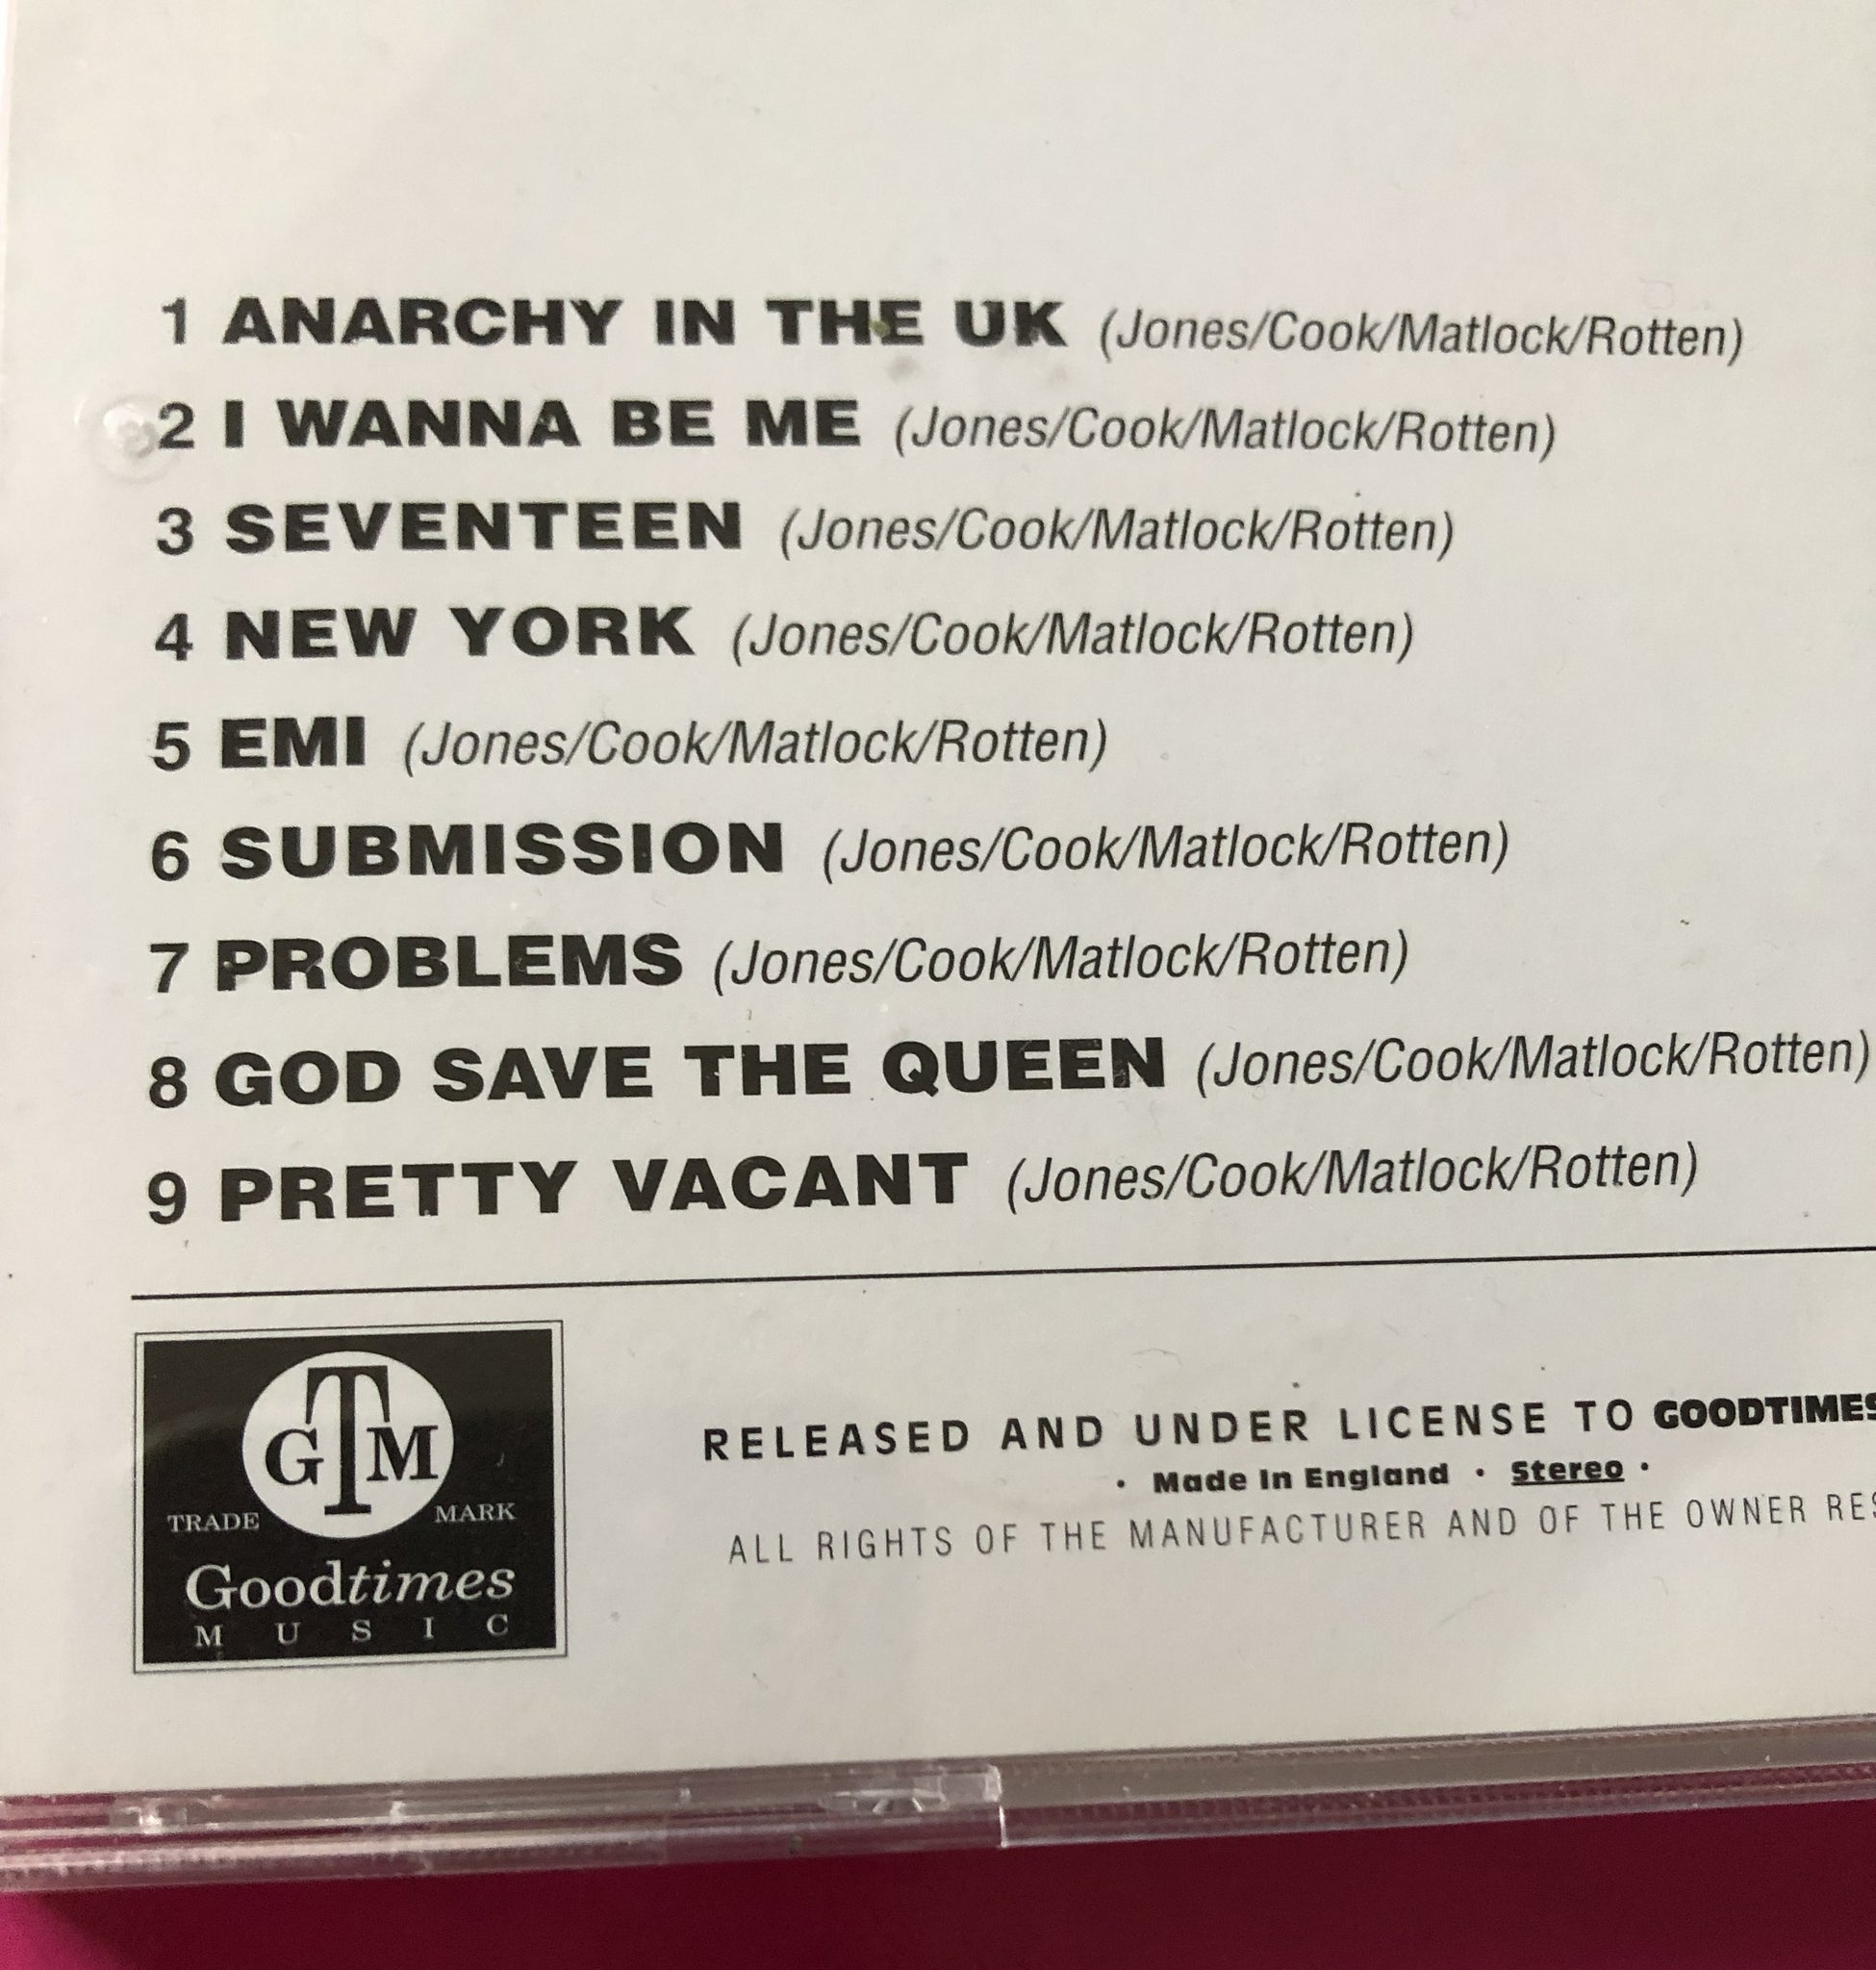 1 ANARCHY IN THE UK (Jones/Cook/Matlock/Rotten)
2 I WANNA BE ME (Jones/Cook/Matlock/Rotten)
3 SEVENTEEN (Jones/Cook/Matlock/Rotten)
4 NEW YORK (Jones/Cook/Matlock/Rotten)
5 EMI (Jones/Cook/Matlock/Rotten)
6 SUBMISSION (Jones/Cook/Matlock/Rotten)
7 PROBLEMS (Jones/Cook/Matlock/Rotten)
8 GOD SAVE THE QUEEN (Jones/Cook/Matlock/Rotten)
9 PRETTY VACANT (Jones/Cook/Matlock/Rotten)
GTM
TRADE MARK
Goodtimes
MUSIC
RELEASED AND UNDER LICENSE TO GOODTIMES
· Made In England · Stereo ·
ALL RIGHTS OF THE MANUFACTURER AND OF THE OWNER RES